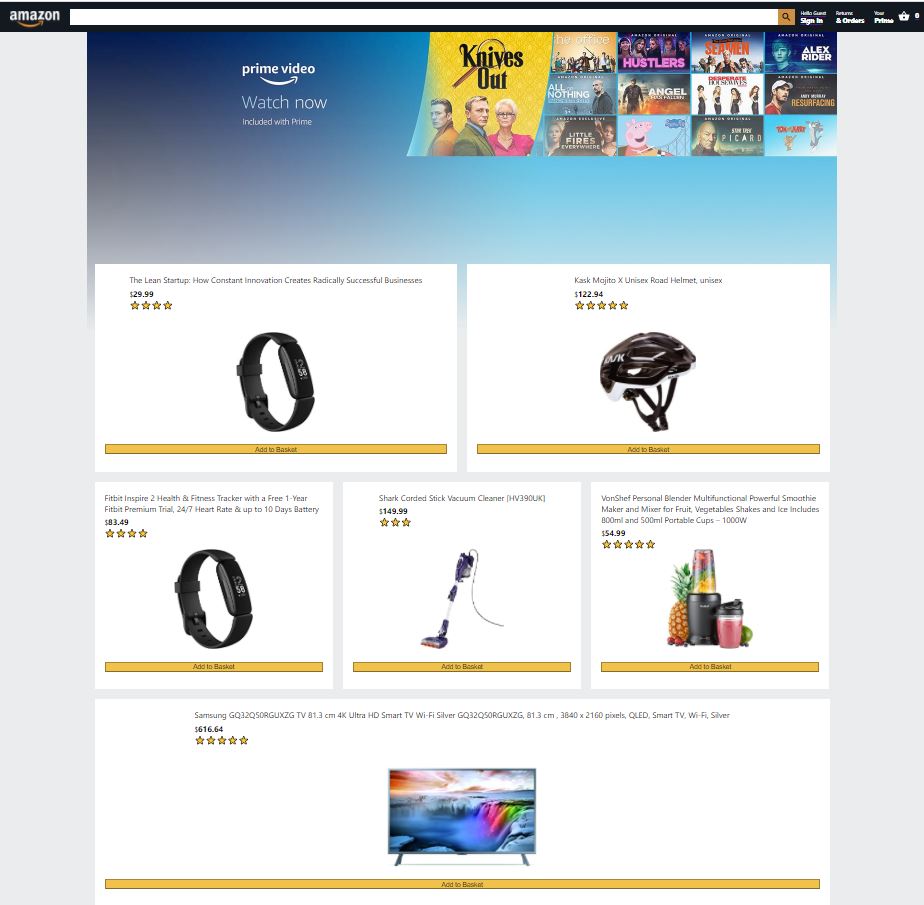 amazon
Hello Guest
Sign In
Returns
& Orders
Your
Prime
0
prime video
Watch now
Included with Prime
Knives
Out
the office
AMAZON ORIGINAL
HUSTLERS
AMAZON ORIGINAL
SEAMEN
AMAZON ORIGINAL
ALEX
RIDER
ALL OR
NOTHING
ANGEL
HAS FALLEN
DESPERATE
HOUSEWIVES
AMAZON ORIGINAL
ANDY MURRAY
RESURFACING
AMAZON EXCLUSIVE
LITTLE
FIRES
EVERYWHERE
Peppa Pig
AMAZON ORIGINAL
STAR TREK
PICARD
TOM and JERRY
The Lean Startup: How Constant Innovation Creates Radically Successful Businesses
$29.99
Add to Basket
Kask Mojito X Unisex Road Helmet, unisex
$122.94
KASK
Add to Basket
Fitbit Inspire 2 Health & Fitness Tracker with a Free 1-Year
Fitbit Premium Trial, 24/7 Heart Rate & up to 10 Days Battery
$83.49
Add to Basket
Shark Corded Stick Vacuum Cleaner [HV390UK]
$149.99
Add to Basket
VonShef Personal Blender Multifunctional Powerful Smoothie
Maker and Mixer for Fruit, Vegetables Shakes and Ice Includes
800ml and 500ml Portable Cups – 1000W
$54.99
Add to Basket
Samsung GQ32Q50RGUXZG TV 81.3 cm 4K Ultra HD Smart TV Wi-Fi Silver GQ32Q50RGUXZG, 81.3 cm , 3840 x 2160 pixels, QLED, Smart TV, Wi-Fi, Silver
$616.64
Add to Basket